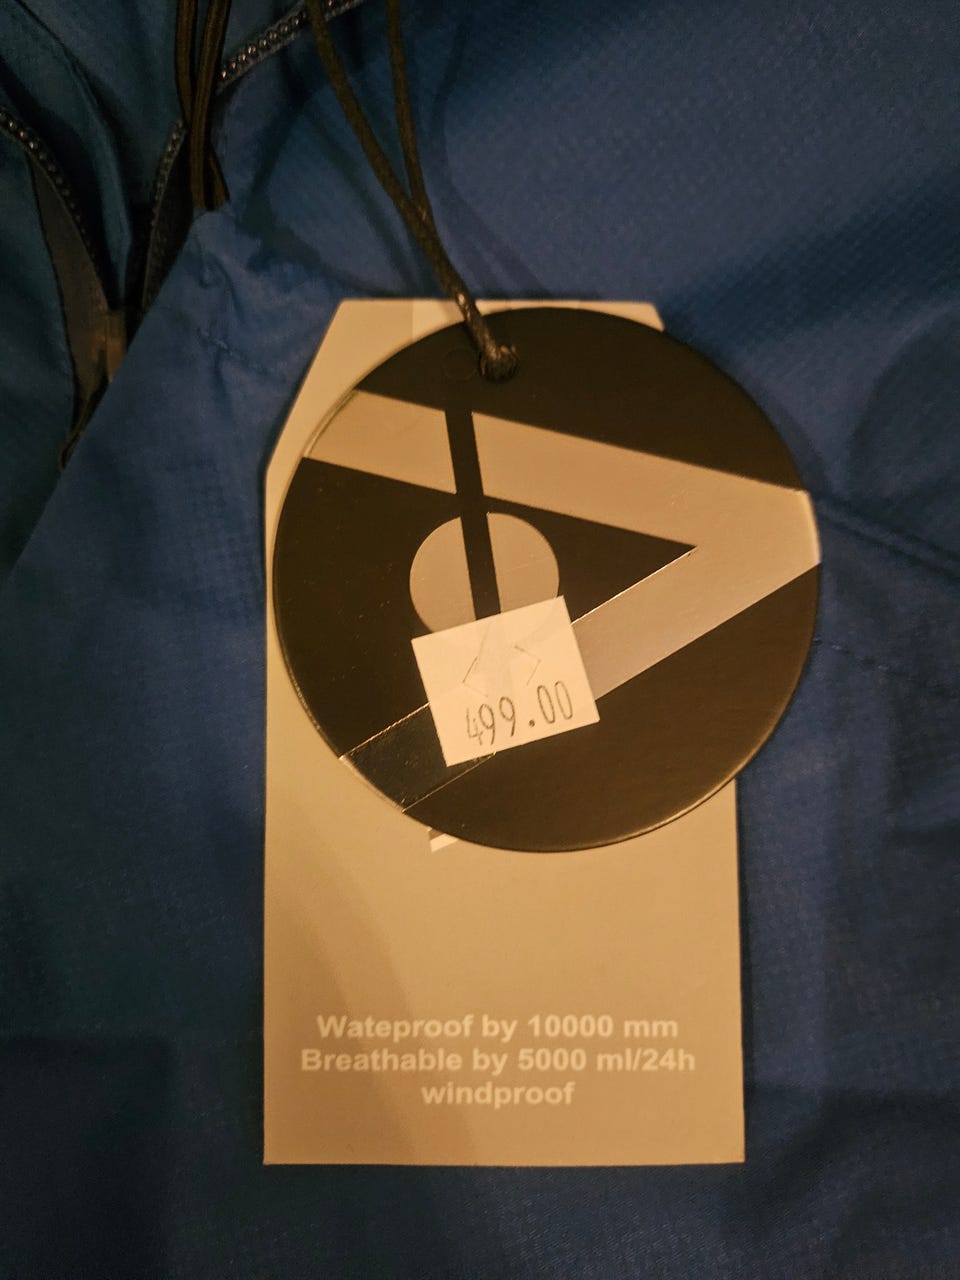 499.00
Wateproof by 10000 mm
Breathable by 5000 ml/24h
windproof